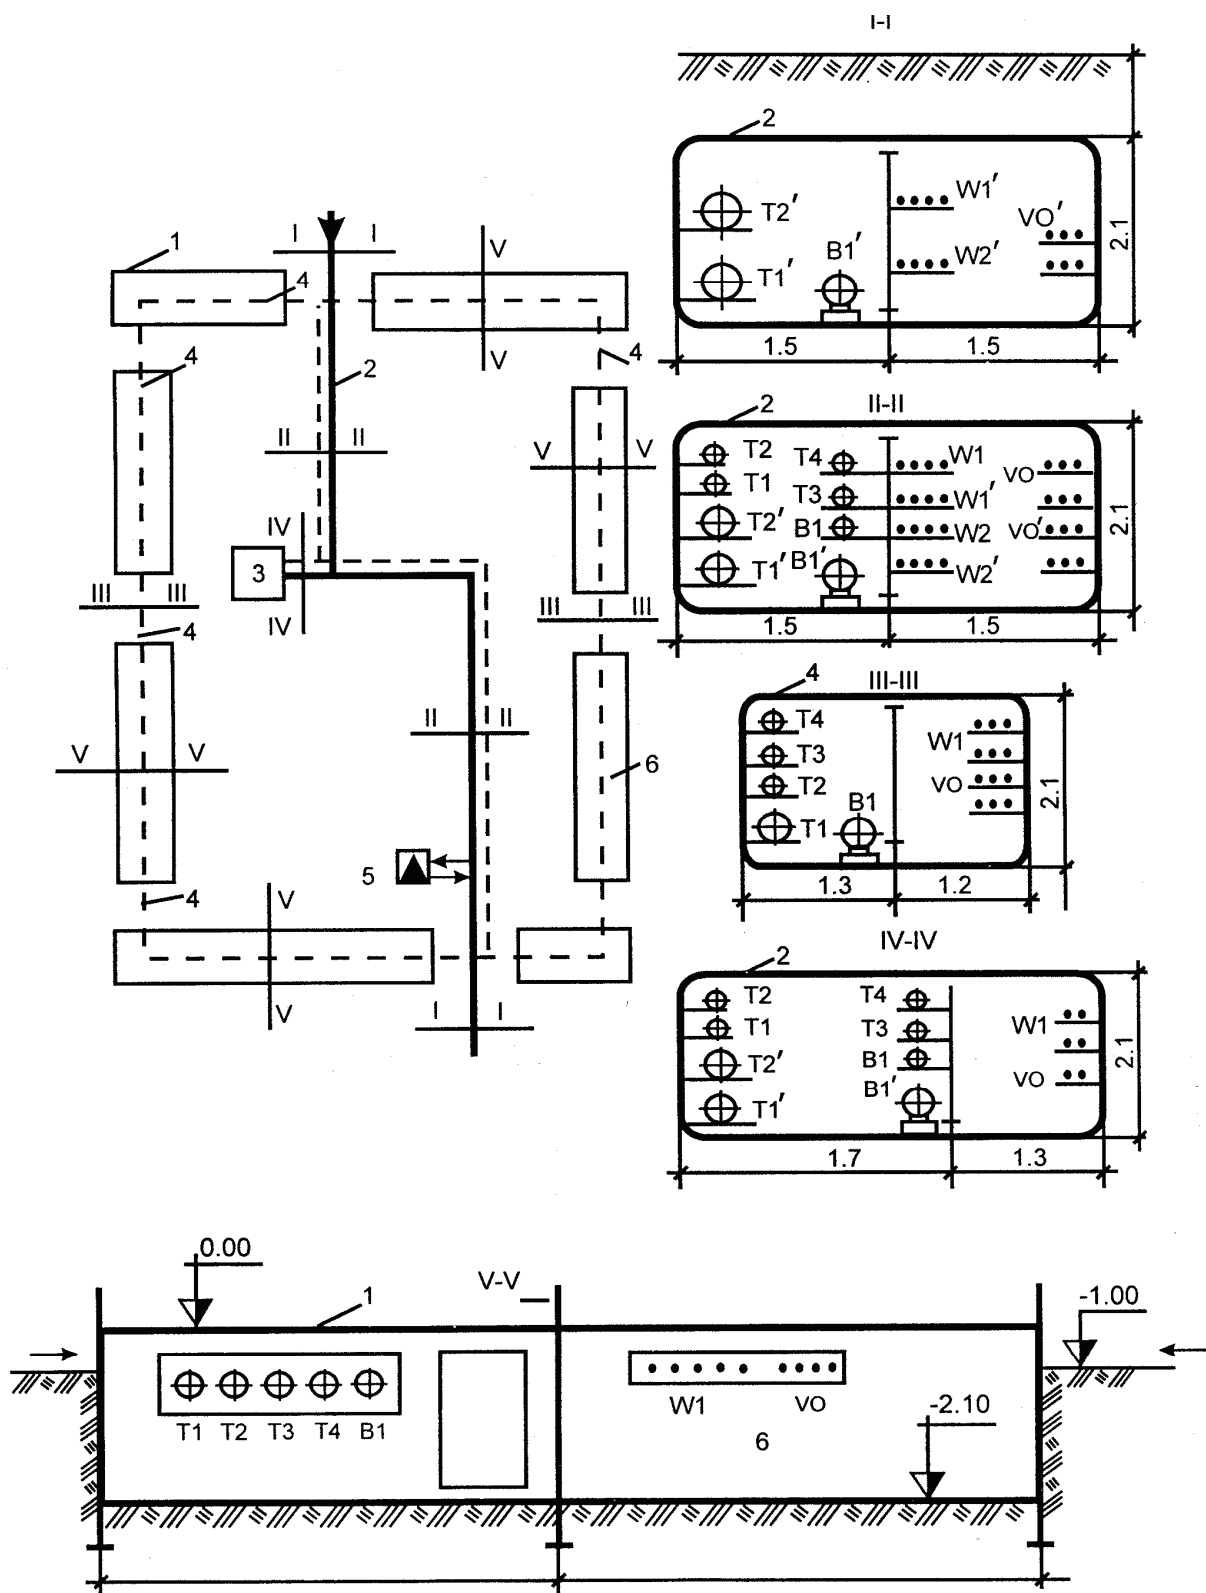 I-I
2
T2′
T1′
B1′
W1′
W2′
VO′
2.1
1.5
1.5
1
I
I
V
4
4
2
4
V
II
II
V
V
IV
3
IV
III
III
4
III
III
II
II
V
V
6
5
4
V
V
I
I
2
II-II
T2
T1
T2′
T1′
T4
T3
B1
B1′
W1
W1′
W2
W2′
VO
VO′
2.1
1.5
1.5
4
III-III
T4
T3
T2
T1
B1
W1
VO
2.1
1.3
1.2
IV-IV
2
T2
T1
T2′
T1′
T4
T3
B1
B1′
W1
VO
2.1
1.7
1.3
0.00
V-V
1
-1.00
T1 T2 T3 T4 B1
W1 VO
-2.10
6